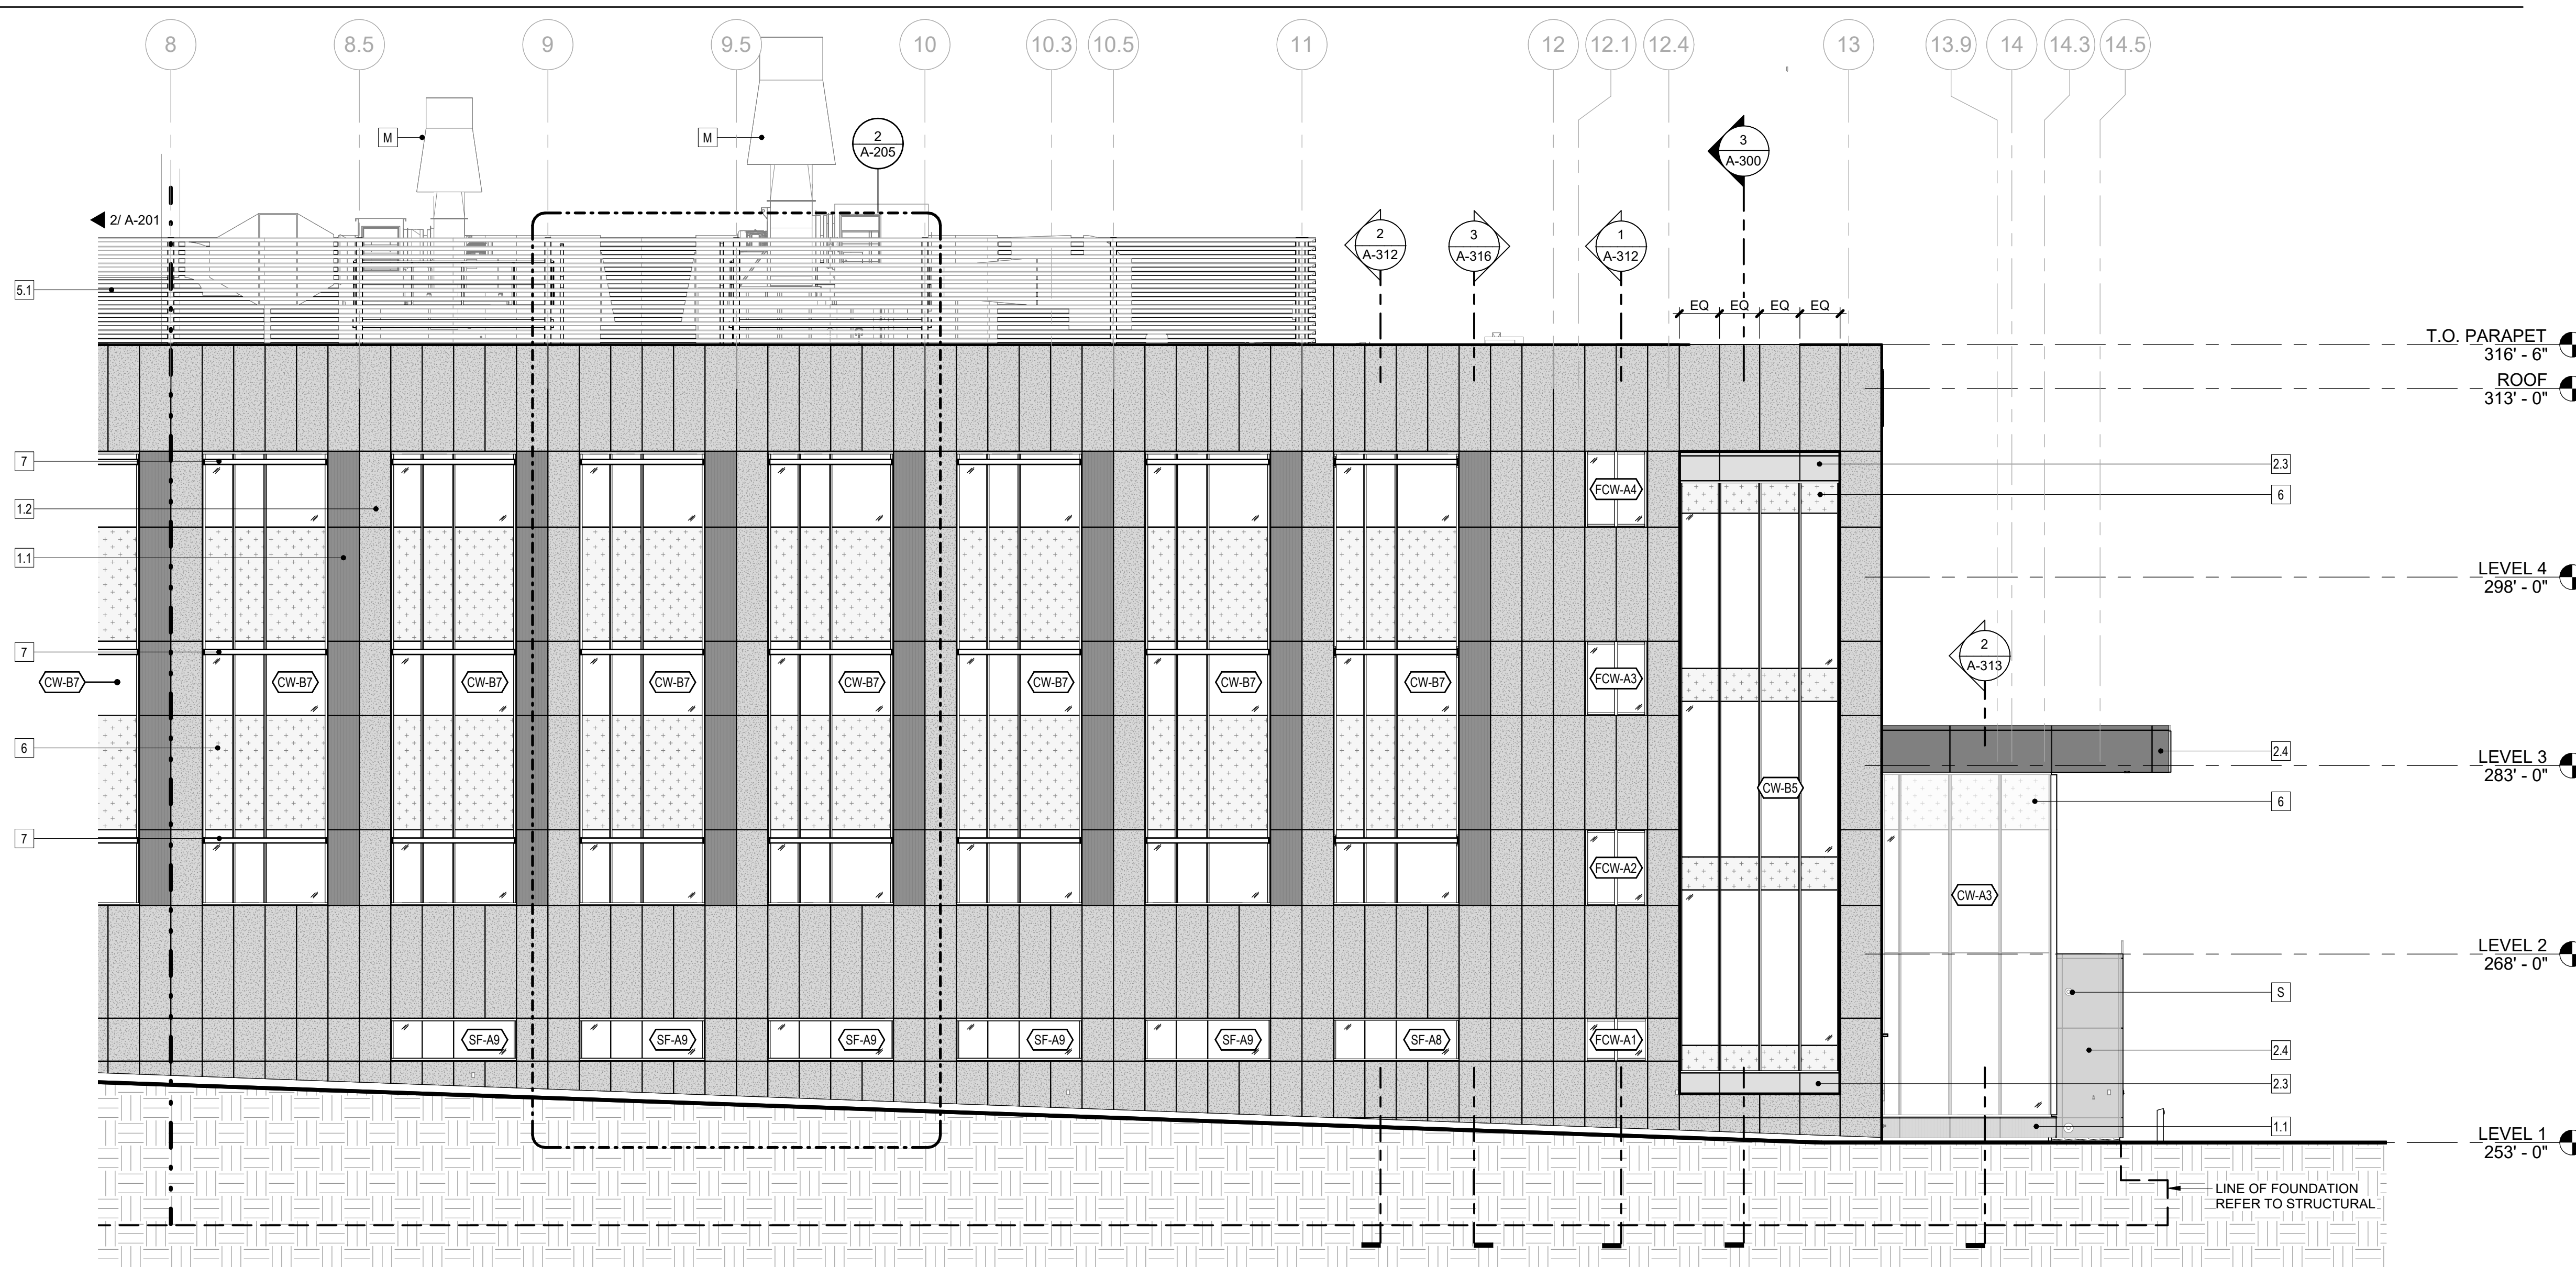 8
8.5
9
9.5
10
10.3
10.5
11
12
12.1
12.4
13
13.9
14
14.3
14.5
M
M
2
A-205
3
A-300
2/ A-201
2
A-312
3
A-316
1
A-312
5.1
EQ
EQ
EQ
EQ
T.O. PARAPET
316' - 6"
ROOF
313' - 0"
7
2.3
FCW-A4
6
1.2
1.1
LEVEL 4
298' - 0"
7
2
A-313
CW-B7
CW-B7
CW-B7
CW-B7
CW-B7
CW-B7
CW-B7
CW-B7
FCW-A3
6
2.4
LEVEL 3
283' - 0"
CW-B5
6
7
FCW-A2
CW-A3
LEVEL 2
268' - 0"
S
SF-A9
SF-A9
SF-A9
SF-A9
SF-A9
SF-A8
FCW-A1
2.4
2.3
1.1
LEVEL 1
253' - 0"
LINE OF FOUNDATION
REFER TO STRUCTURAL